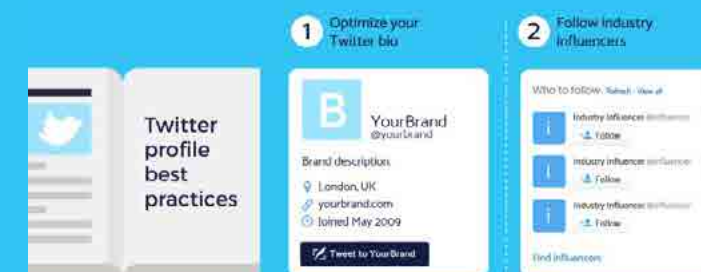 Twitter
profile
best
practices
1
Optimize your
Twitter bio
B
YourBrand
@yourbrand
Brand description
London, UK
yourbrand.com
Joined May 2009
Tweet to YourBrand
2
Follow industry
influencers
Who to follow. Refresh · View all
i
Industry Influencer
Follow
i
Industry Influencer
Follow
i
Industry Influencer
Follow
Find influencers